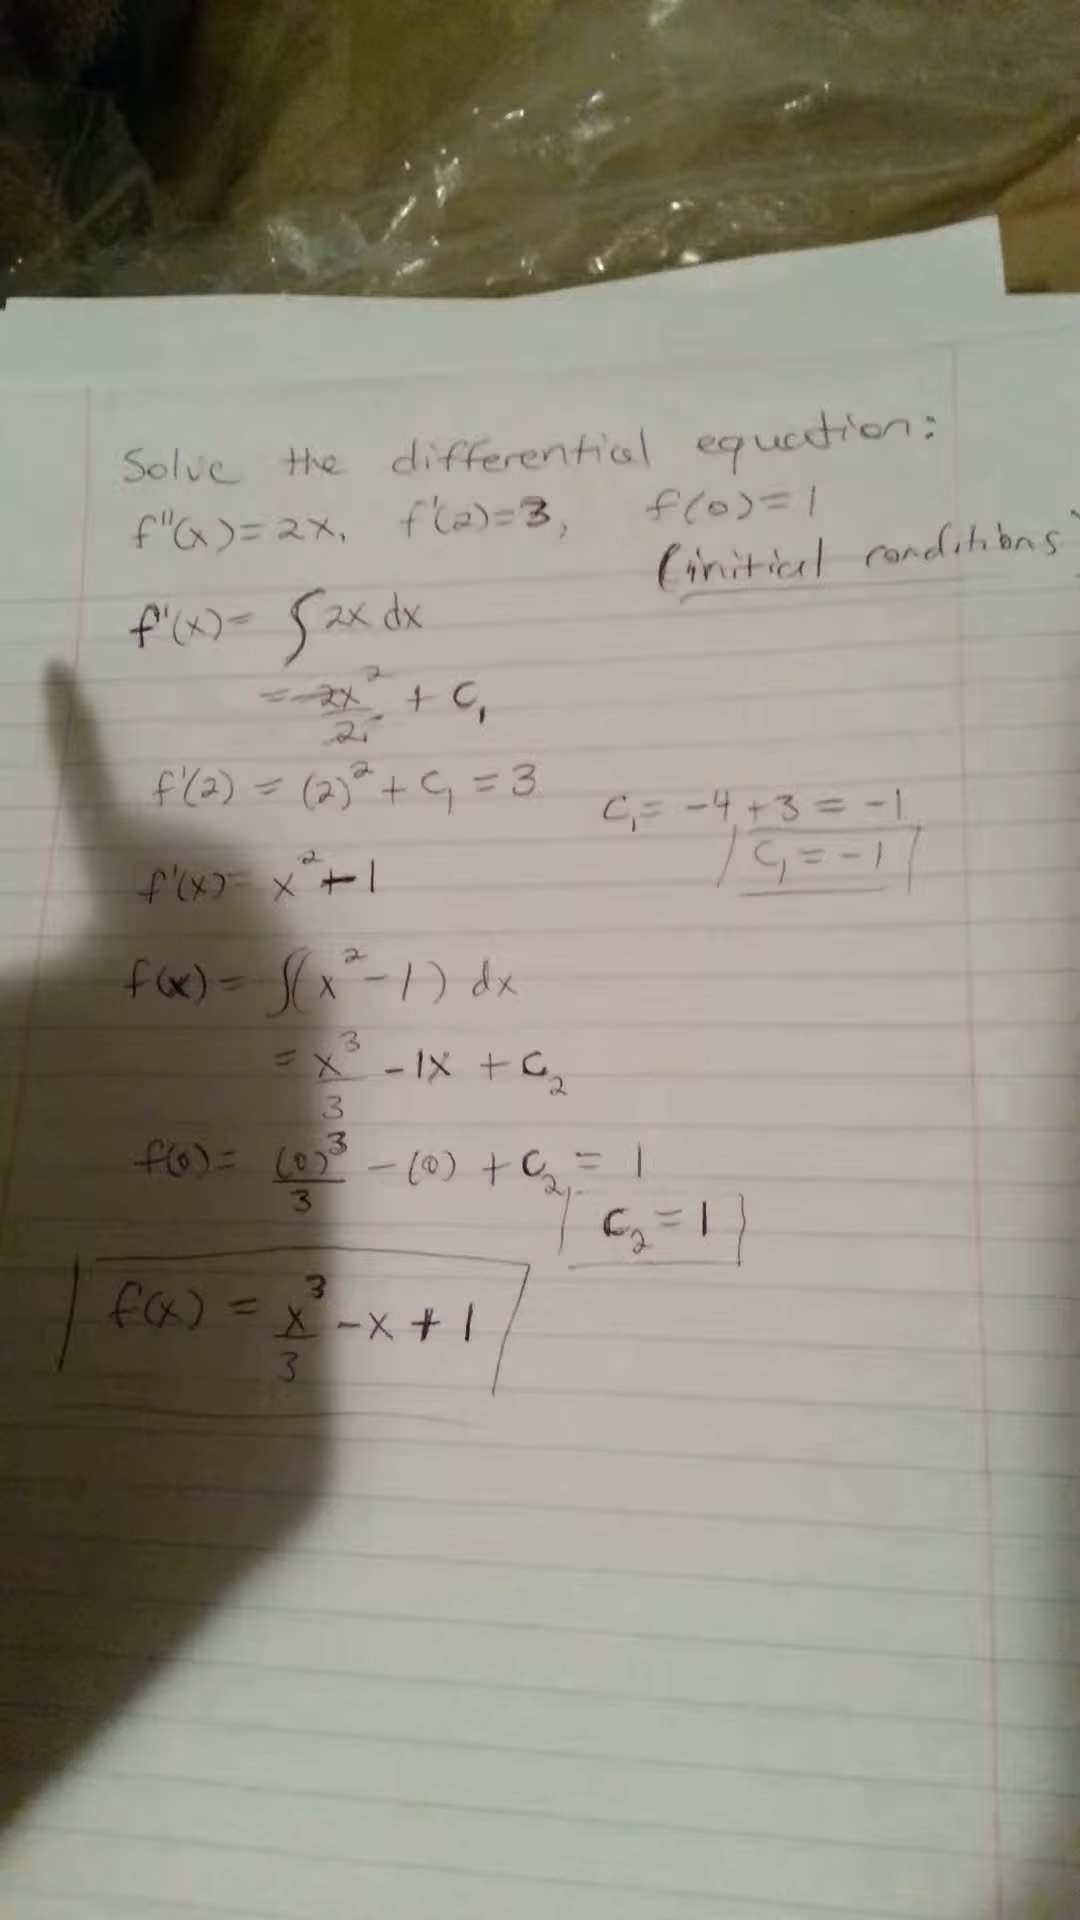 Solve the differential equation:
f''(x)=2x, f'(2)=3, f(0)=1
(initial conditions)
f'(x)= ∫2x dx
= 2x²/2 + C₁
f'(2) = (2)² + C₁ = 3
C₁= -4+3 = -1
C₁ = -1
f'(x)= x² - 1
f(x) = ∫(x² - 1) dx
= x³/3 - 1x + C₂
f(0)= (0)³/3 - (0) + C₂ = 1
C₂ = 1
f(x) = x³/3 - x + 1